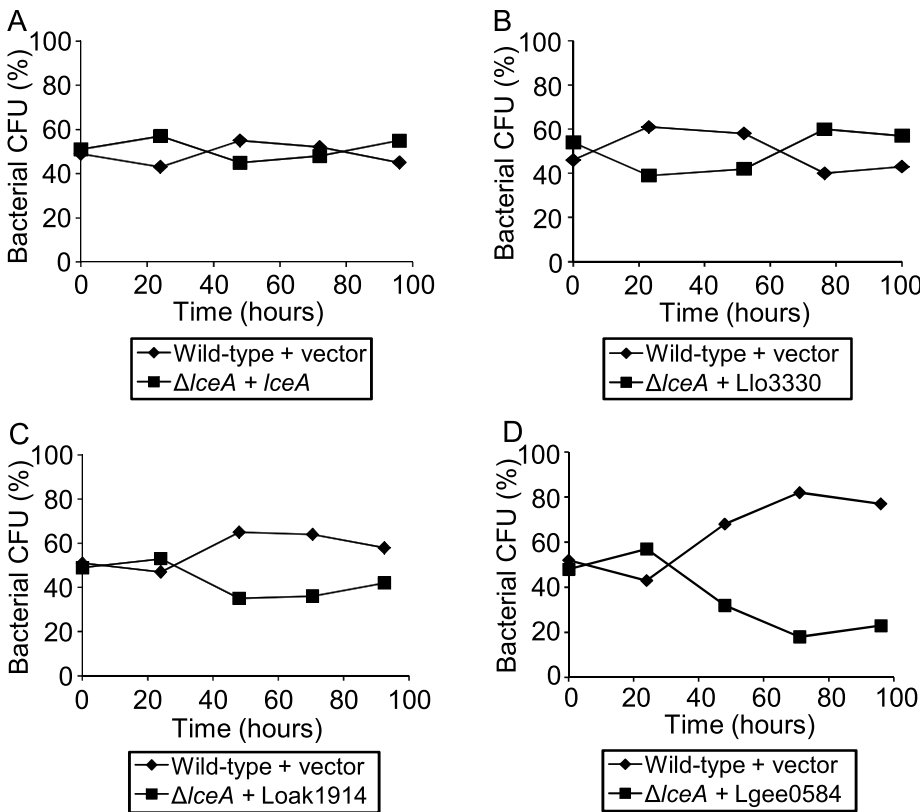 A
Bacterial CFU (%)
100
80
60
40
20
0
0 20 40 60 80 100
Time (hours)
Wild-type + vector
ΔlceA + lceA
B
Bacterial CFU (%)
100
80
60
40
20
0
0 20 40 60 80 100
Time (hours)
Wild-type + vector
ΔlceA + Llo3330
C
Bacterial CFU (%)
100
80
60
40
20
0
0 20 40 60 80 100
Time (hours)
Wild-type + vector
ΔlceA + Loak1914
D
Bacterial CFU (%)
100
80
60
40
20
0
0 20 40 60 80 100
Time (hours)
Wild-type + vector
ΔlceA + Lgee0584